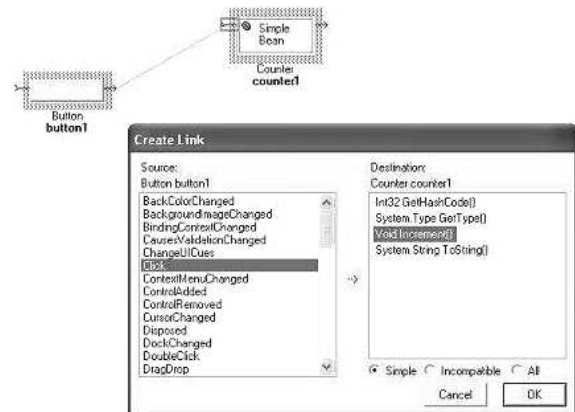 Simple
Bean
Counter
counter1
Button
button1
Create Link
Source:
Button button1
BackColorChanged
BackgroundImageChanged
BindingContextChanged
CausesValidationChanged
ChangeUICues
Click
ContextMenuChanged
ControlAdded
ControlRemoved
CursorChanged
Disposed
DockChanged
DoubleClick
DragDrop
Destination:
Counter counter1
Int32 GetHashCode()
System.Type GetType()
Void Increment()
System.String ToString()
Simple Incompatible All
Cancel OK